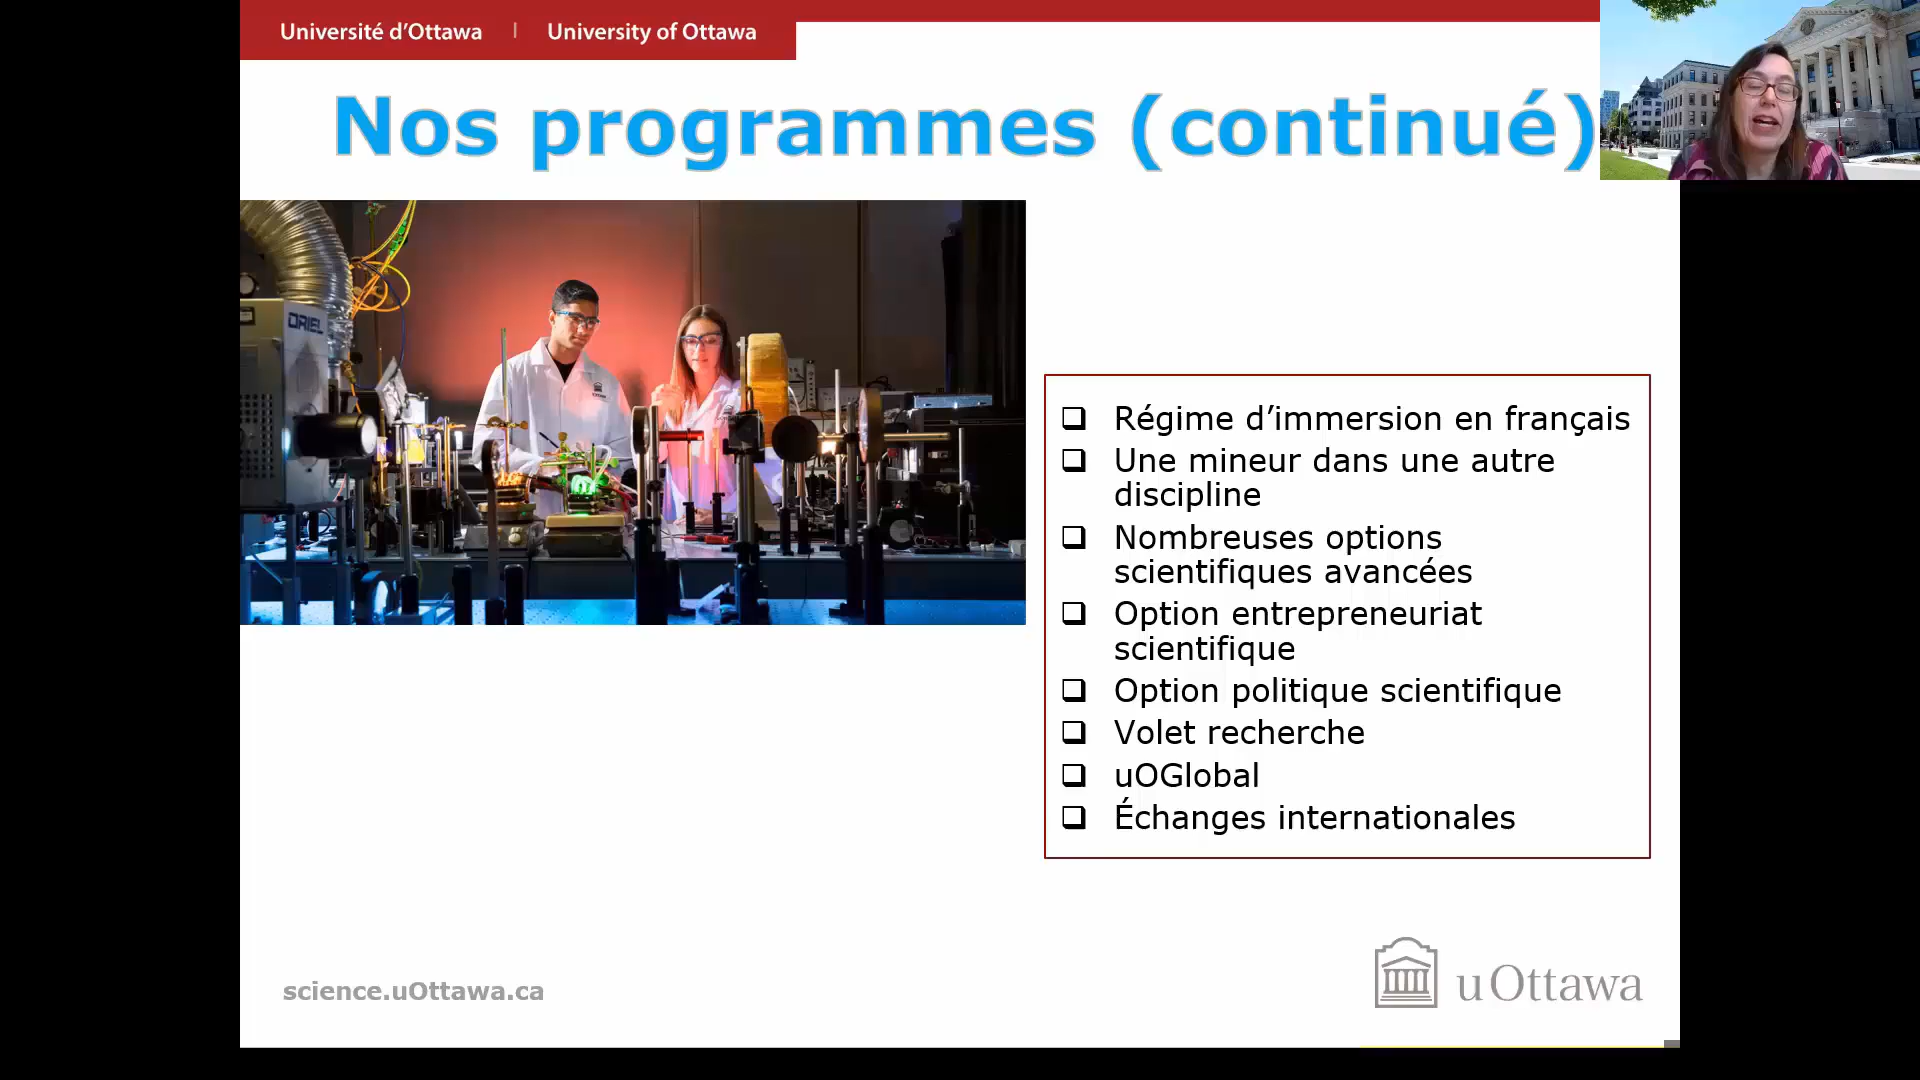 Université d’Ottawa | University of Ottawa
Nos programmes (continué)
ORIEL
Régime d’immersion en français
Une mineur dans une autre
discipline
Nombreuses options
scientifiques avancées
Option entrepreneuriat
scientifique
Option politique scientifique
Volet recherche
uOGlobal
Échanges internationales
science.uOttawa.ca
uOttawa